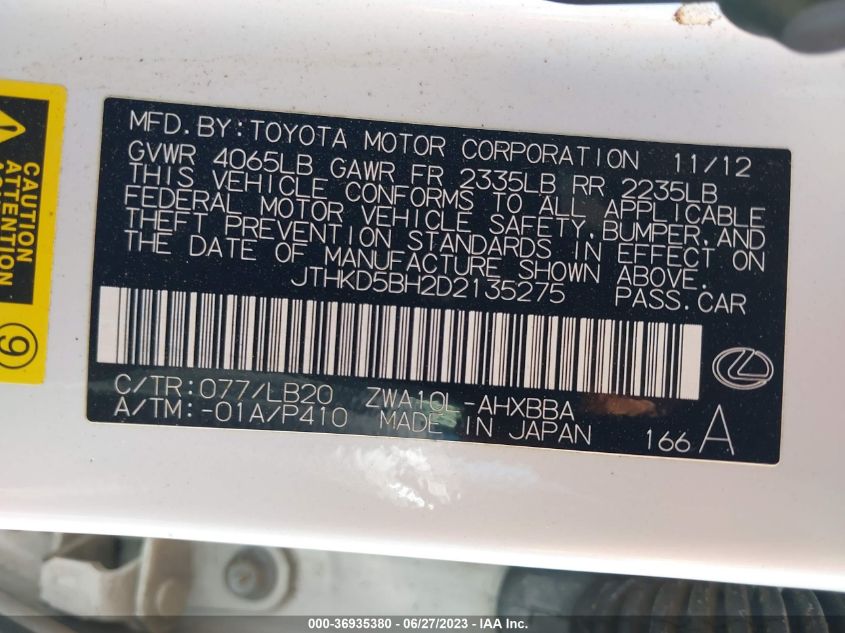 CAUTION
ATTENTION
9
MFD.BY:TOYOTA MOTOR CORPORATION 11/12
GVWR 4065LB GAWR FR 2335LB RR 2235LB
THIS VEHICLE CONFORMS TO ALL APPLICABLE
FEDERAL MOTOR VEHICLE SAFETY,BUMPER,AND
THEFT PREVENTION STANDARDS IN EFFECT ON
THE DATE OF MANUFACTURE SHOWN ABOVE.
JTHKD5BH2D2135275 PASS.CAR
C/TR:077/LB20 ZWA10L-AHXBBA
A/TM:-01A/P410 MADE IN JAPAN 166 A
000-36935380 - 06/27/2023 - IAA Inc.